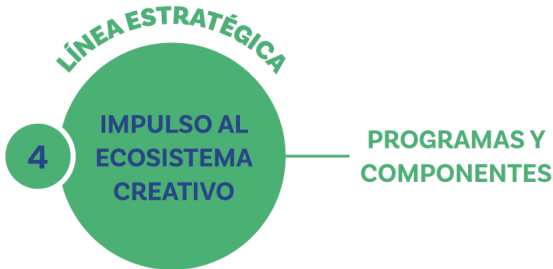 LÍNEA ESTRATÉGICA
4
IMPULSO AL
ECOSISTEMA
CREATIVO
PROGRAMAS Y
COMPONENTES